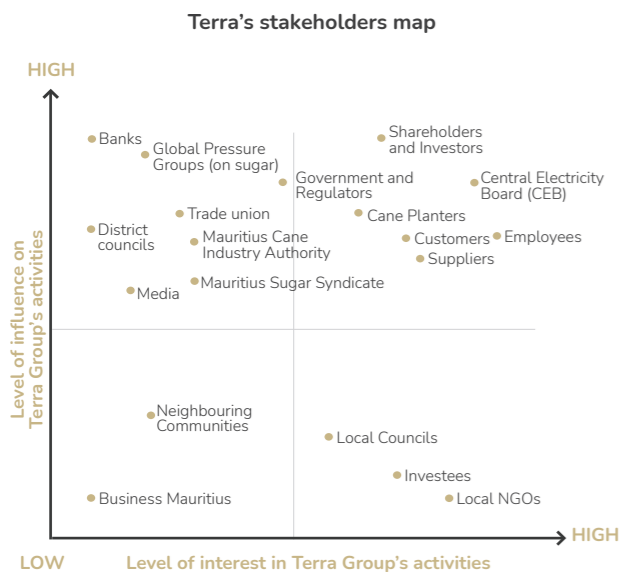 Terra's stakeholders map
HIGH
Banks
Global Pressure
Groups (on sugar)
Shareholders
and Investors
Government and
Regulators
Central Electricity
Board (CEB)
Trade union
Cane Planters
District
councils
Mauritius Cane
Industry Authority
Customers
Employees
Suppliers
Mauritius Sugar Syndicate
Media
Level of influence on
Terra Group's activities
Neighbouring
Communities
Local Councils
Investees
Business Mauritius
Local NGOs
HIGH
LOW
Level of interest in Terra Group's activities